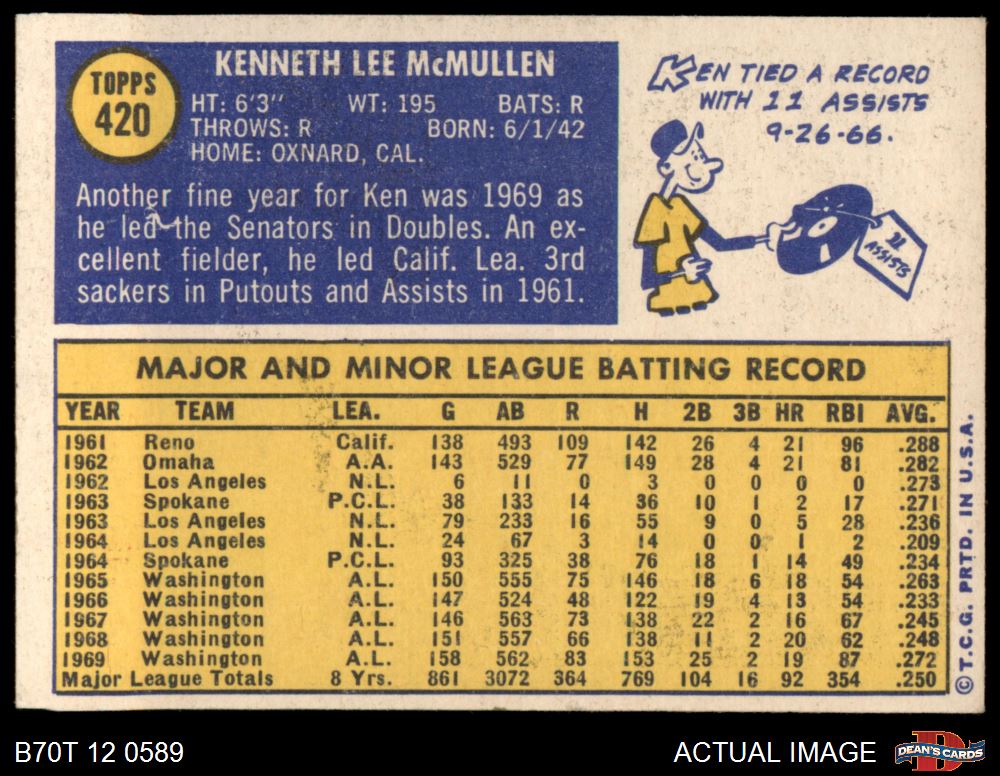 TOPPS
420
KENNETH LEE McMULLEN
HT: 6'3" WT: 195 BATS: R
THROWS: R BORN: 6/1/42
HOME: OXNARD, CAL.
Another fine year for Ken was 1969 as
he led the Senators in Doubles. An ex-
cellent fielder, he led Calif. Lea. 3rd
sackers in Putouts and Assists in 1961.
KEN TIED A RECORD
WITH 11 ASSISTS
9-26-66.
11
ASSISTS
MAJOR AND MINOR LEAGUE BATTING RECORD
YEAR TEAM LEA. G AB R H 2B 3B HR RBI AVG.
1961 Reno Calif. 138 493 109 142 26 4 21 96 .288
1962 Omaha A.A. 143 529 77 149 28 4 21 81 .282
1962 Los Angeles N.L. 6 11 0 3 0 0 0 0 .273
1963 Spokane P.C.L. 38 133 14 36 10 1 2 17 .271
1963 Los Angeles N.L. 79 233 16 55 9 0 5 28 .236
1964 Los Angeles N.L. 24 67 3 14 0 0 1 2 .209
1964 Spokane P.C.L. 93 325 38 76 18 1 14 49 .234
1965 Washington A.L. 150 555 75 146 18 6 18 54 .263
1966 Washington A.L. 147 524 48 122 19 4 13 54 .233
1967 Washington A.L. 146 563 73 138 22 2 16 67 .245
1968 Washington A.L. 151 557 66 138 11 2 20 62 .248
1969 Washington A.L. 158 562 83 153 25 2 19 87 .272
Major League Totals 8 Yrs. 861 3072 364 769 104 16 92 354 .250
©T.C.G. PRTD. IN U.S.A.
B70T 12 0589
ACTUAL IMAGE
D
DEAN'S CARDS